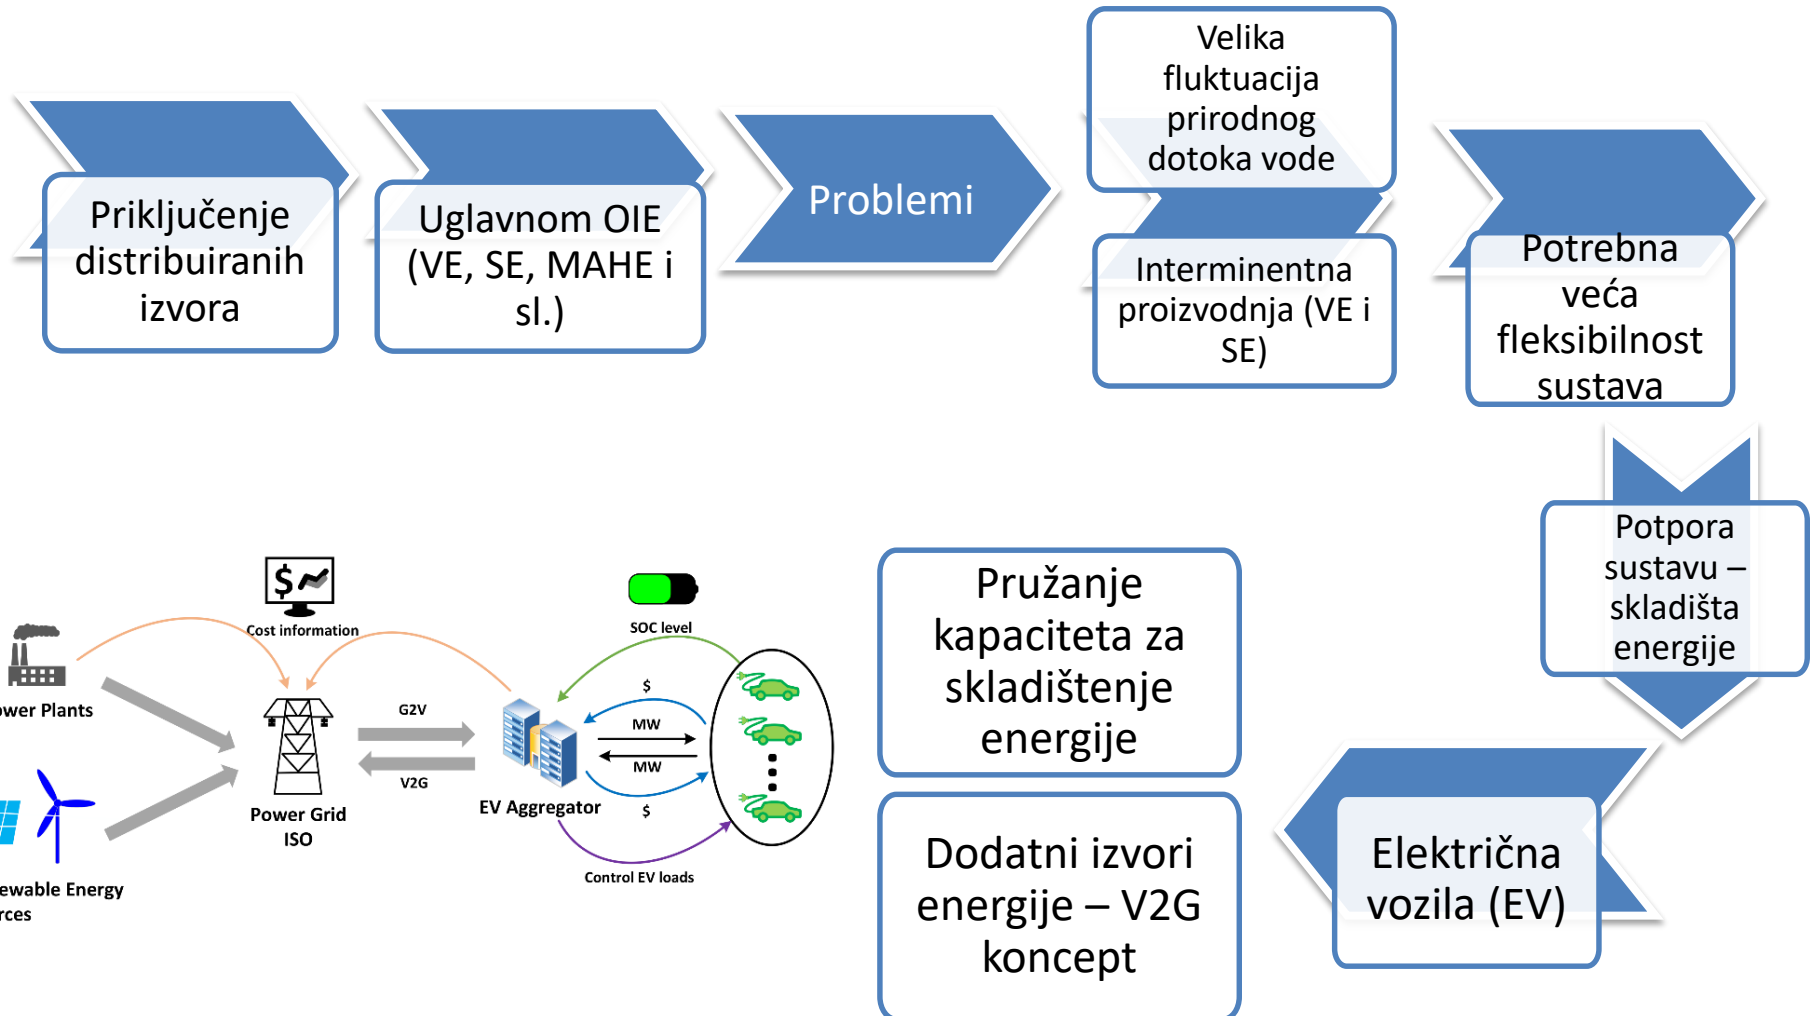 Priključenje
distribuiranih
izvora
Uglavnom OIE
(VE, SE, MAHE i
sl.)
Problemi
Velika
fluktuacija
prirodnog
dotoka vode
Interminentna
proizvodnja (VE i
SE)
Potrebna
veća
fleksibilnost
sustava
Potpora
sustavu –
skladišta
energije
Električna
vozila (EV)
Pružanje
kapaciteta za
skladištenje
energije
Dodatni izvori
energije – V2G
koncept
$
Cost information
SOC level
ower Plants
G2V
V2G
Power Grid
ISO
EV Aggregator
$
MW
MW
$
Control EV loads
ewable Energy
rces